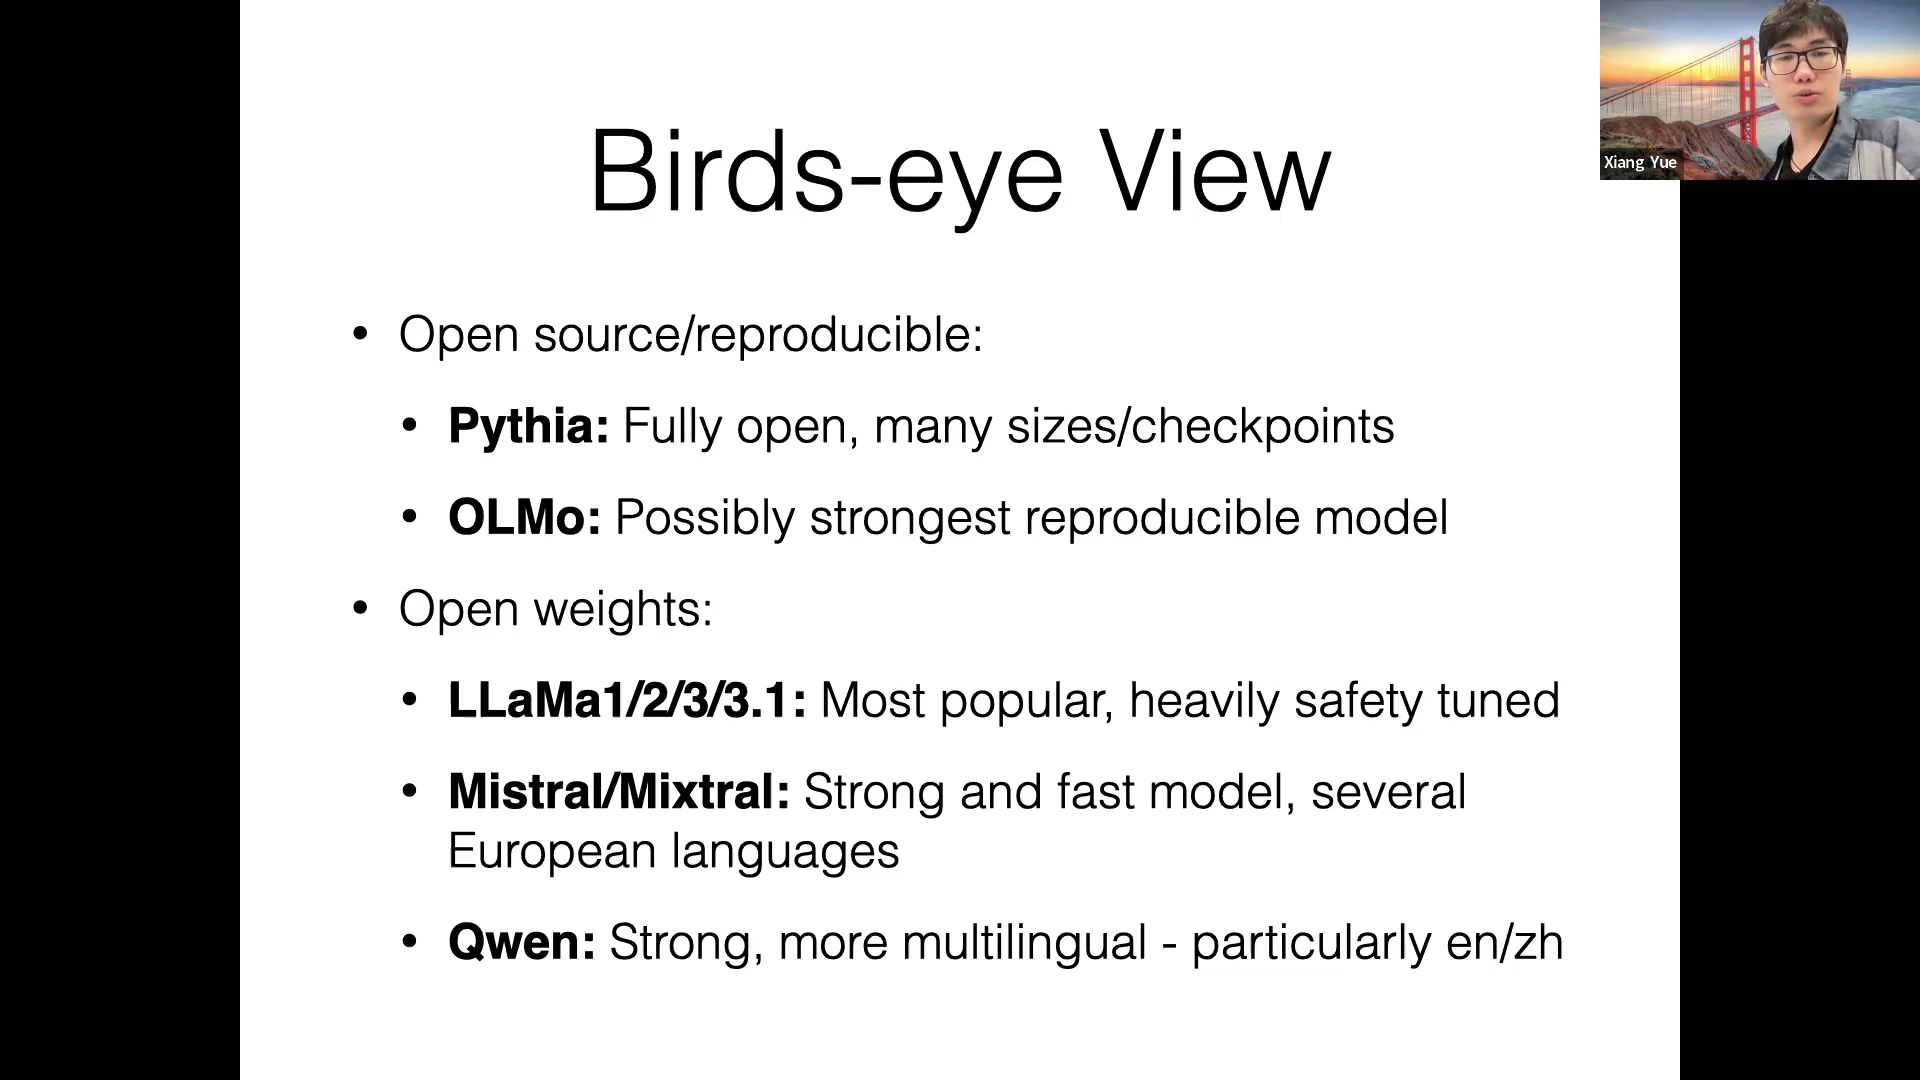 Birds-eye View
Xiang Yue
• Open source/reproducible:
• Pythia: Fully open, many sizes/checkpoints
• OLMo: Possibly strongest reproducible model
• Open weights:
• LLaMa1/2/3/3.1: Most popular, heavily safety tuned
• Mistral/Mixtral: Strong and fast model, several
European languages
• Qwen: Strong, more multilingual - particularly en/zh